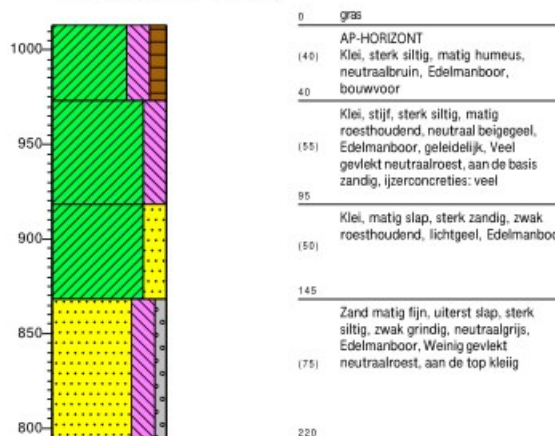 1000
950
900
850
800
0 gras
AP-HORIZONT
(40) Klei, sterk siltig, matig humeus,
neutraalbruin, Edelmanboor,
40 bouwvoor
Klei, stijf, sterk siltig, matig
roesthoudend, neutraal beigegeel,
(55) Edelmanboor, geleidelijk, Veel
gevlekt neutraalroest, aan de basis
zandig, ijzerconcreties: veel
95
Klei, matig slap, sterk zandig, zwak
roesthoudend, lichtgeel, Edelmanboo
(50)
145
Zand matig fijn, uiterst slap, sterk
siltig, zwak grindig, neutraalgrijs,
Edelmanboor, Weinig gevlekt
(75) neutraalroest, aan de top kleiig
220